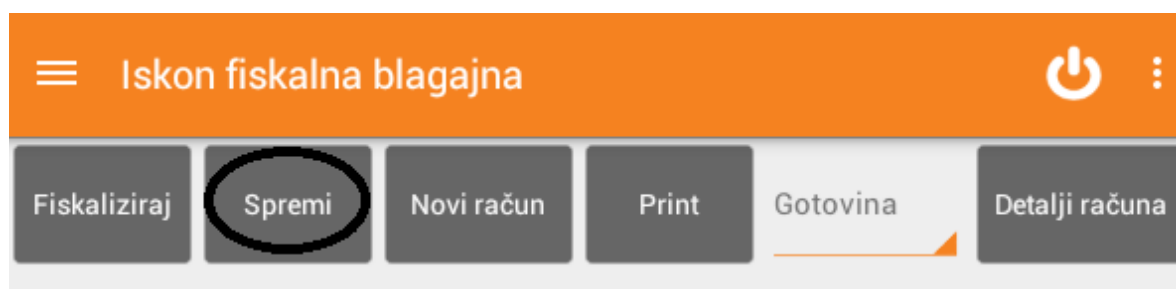 Iskon fiskalna blagajna
Fiskaliziraj Spremi Novi račun Print Gotovina Detalji računa